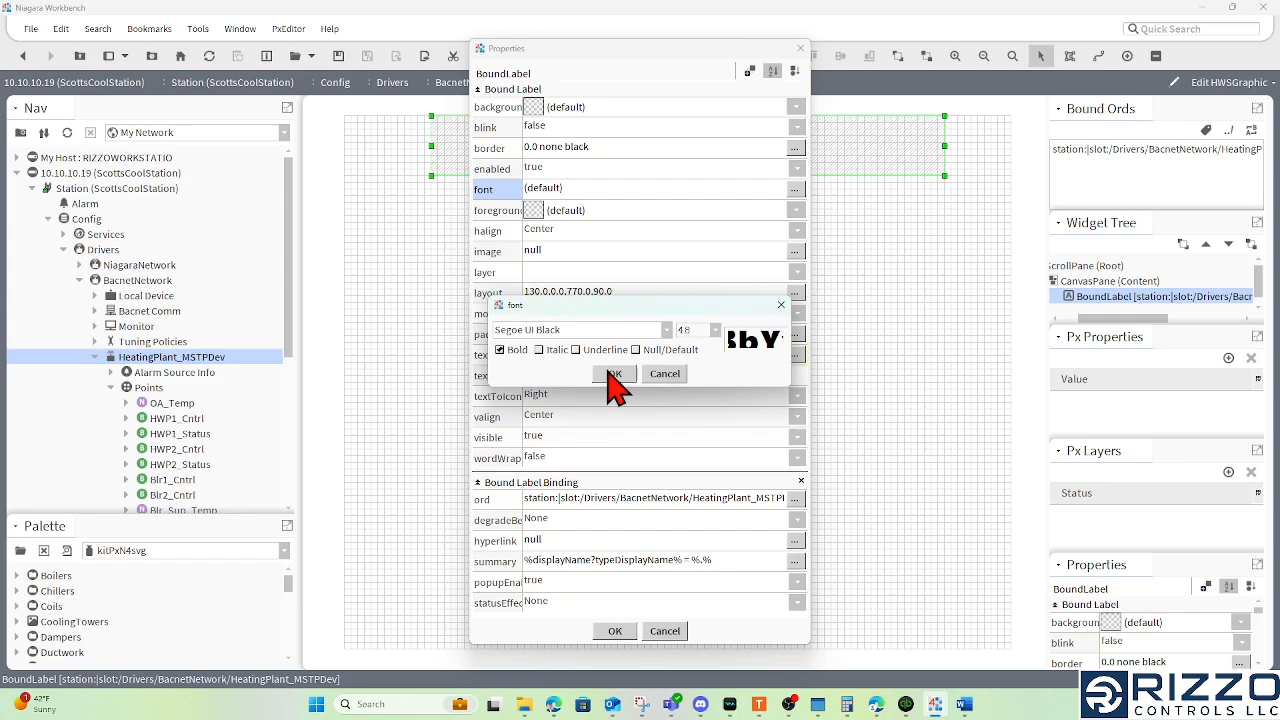 Niagara Workbench
File Edit Search Bookmarks Tools Window PxEditor Help
Quick Search
10.10.10.19 (ScottsCoolStation) Station (ScottsCoolStation) Config Drivers Edit HWSGraphic
Nav
My Network
My Host : RIZZOWORKSTATIO
10.10.10.19 (ScottsCoolStation)
Station (ScottsCoolStation)
Alarm
Config
Services
Drivers
NiagaraNetwork
BacnetNetwork
Local Device
Bacnet Comm
Monitor
Tuning Policies
HeatingPlant_MSTPDev
Alarm Source Info
Points
OA_Temp
HWP1_Cntrl
HWP1_Status
HWP2_Cntrl
HWP2_Status
Blr1_Cntrl
Blr2_Cntrl
Blr_Sup_Temp
Palette
kitPxN4svg
Boilers
Chillers
Coils
CoolingTowers
Dampers
Ductwork
Properties
BoundLabel
Bound Label
backgroun (default)
blink false
border 0.0 none black
enabled true
font (default)
foreground (default)
halign Center
image null
layer
layout 130.0,0.0,770.0,90.0
font
Segoe UI Black 48
Bold Italic Underline Null/Default
OK Cancel
textToIcon Right
valign Center
visible true
wordWrap false
Bound Label Binding
ord station:|slot:/Drivers/BacnetNetwork/HeatingPlant_MSTPI
degradeBe None
hyperlink null
summary %displayName?typeDisplayName% = %.%
popupEna true
statusEffec None
OK Cancel
Bound Ords
station:|slot:/Drivers/BacnetNetwork/HeatingP
Widget Tree
ScrollPane (Root)
CanvasPane (Content)
BoundLabel [station:|slot:/Drivers/Bacr
Px Properties
Value
Px Layers
Status
Properties
BoundLabel
Bound Label
backgroun (default)
blink false
border 0.0 none black
BoundLabel [station:|slot:/Drivers/BacnetNetwork/HeatingPlant_MSTPDev]
42°F
Sunny
Search
RIZZO
CONTROLS LLC